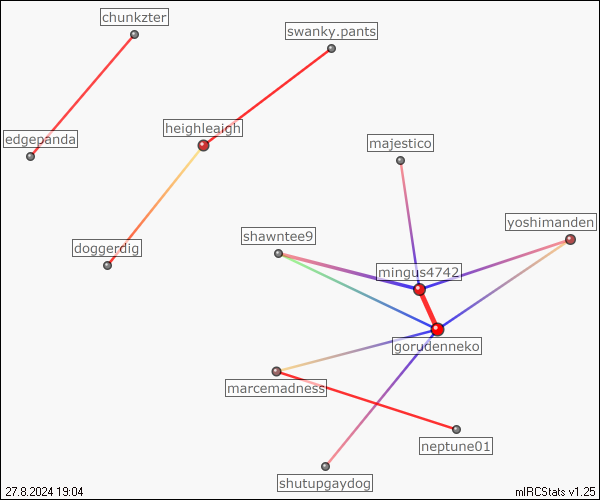 chunkzter
swanky.pants
edgepanda
heighleaigh
majestico
yoshimanden
shawntee9
doggerdig
mingus4742
gorudenneko
marcemadness
neptune01
shutupgaydog
27.8.2024 19:04
mIRCStats v1.25